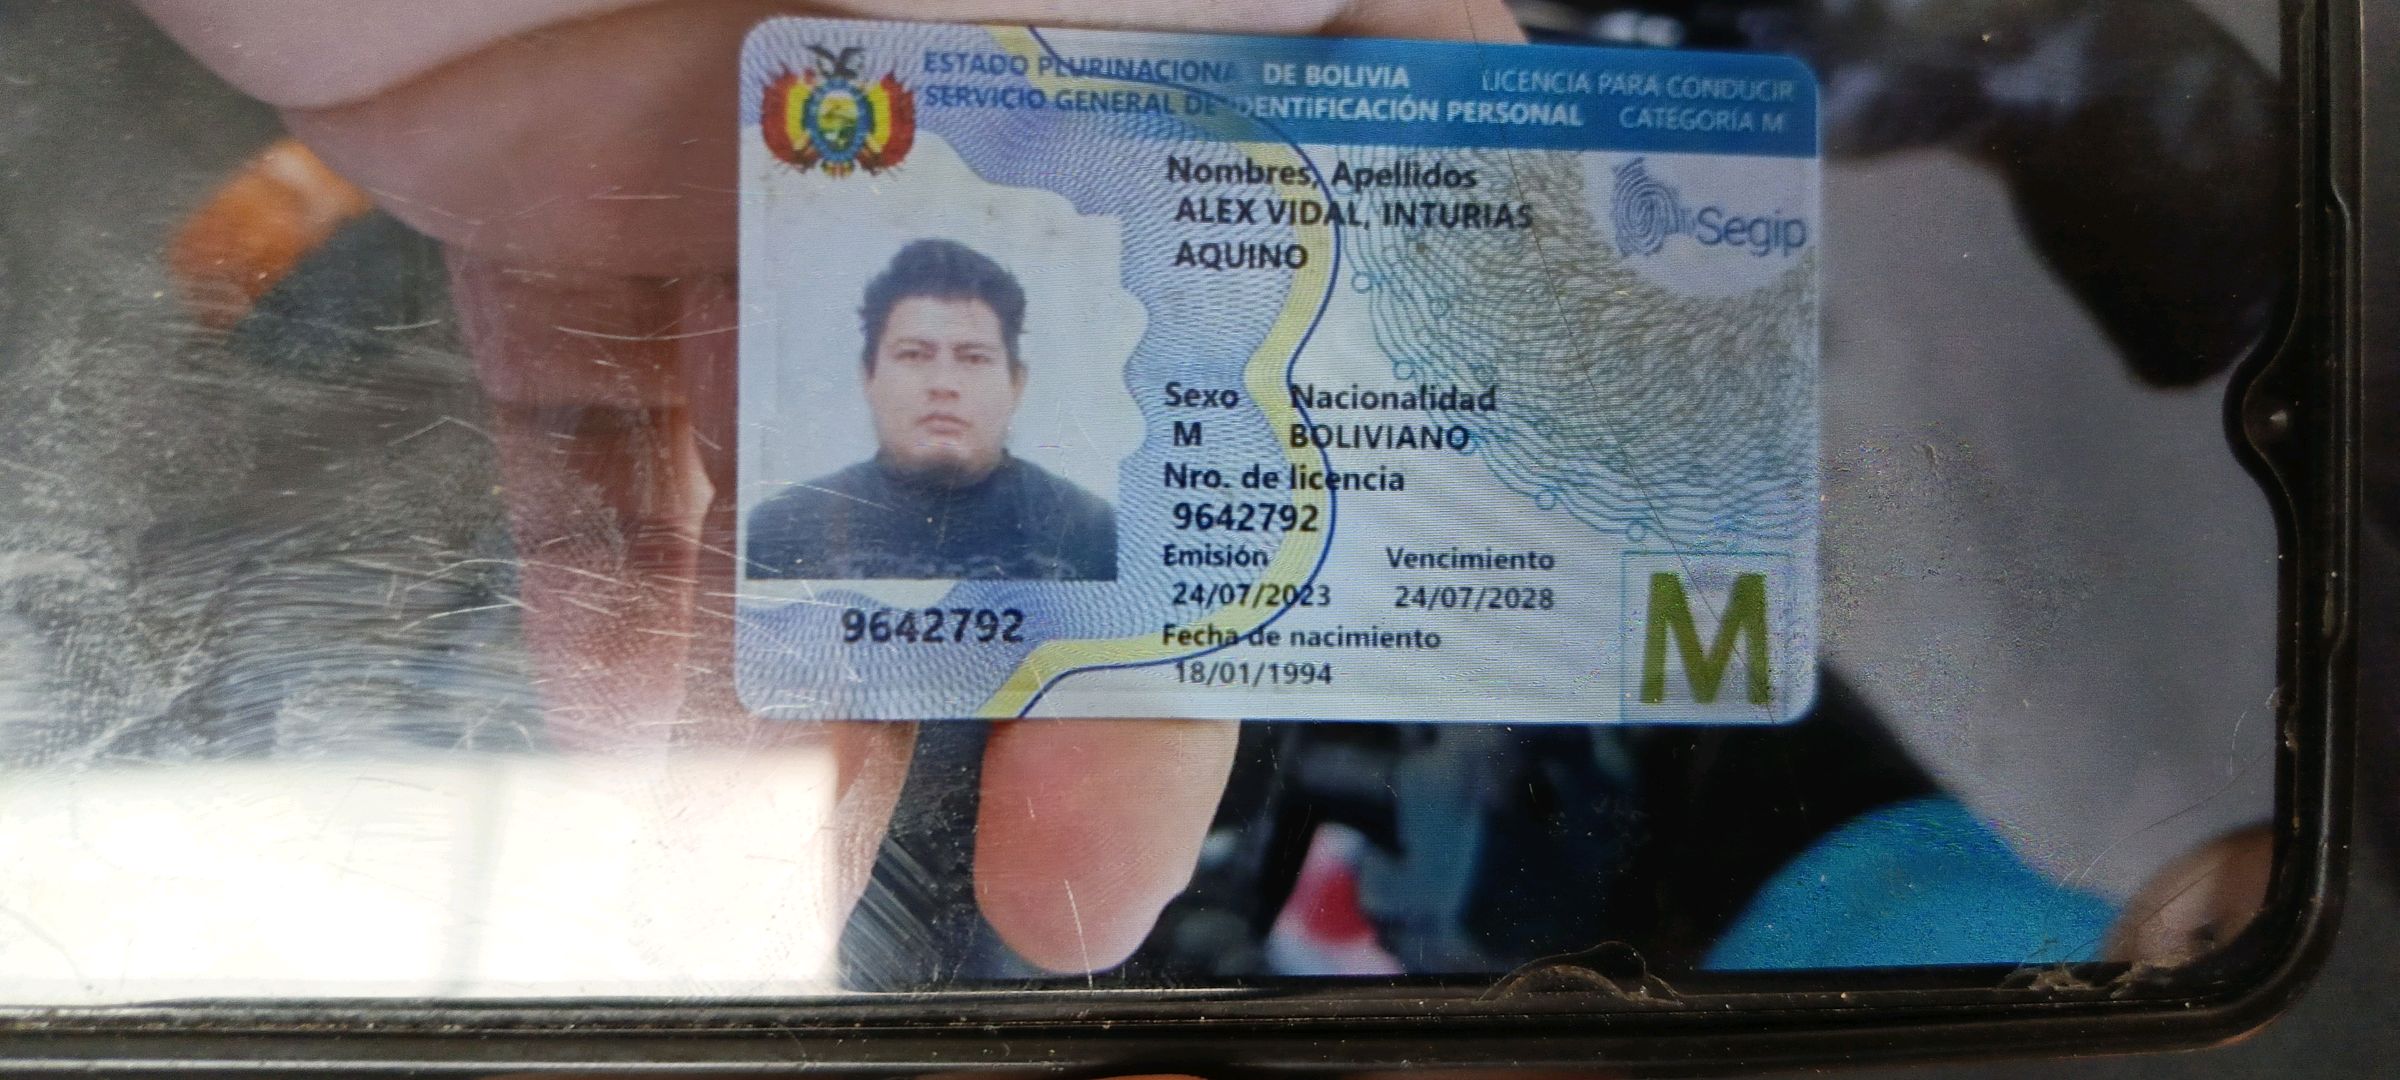 ESTADO PLURINACIONAL DE BOLIVIA
SERVICIO GENERAL DE IDENTIFICACIÓN PERSONAL
LICENCIA PARA CONDUCIR
CATEGORÍA M
Segip
Nombres, Apellidos
ALEX VIDAL, INTURIAS
AQUINO
Sexo Nacionalidad
M BOLIVIANO
Nro. de licencia
9642792
Emisión Vencimiento
24/07/2023 24/07/2028
Fecha de nacimiento
18/01/1994
9642792
M